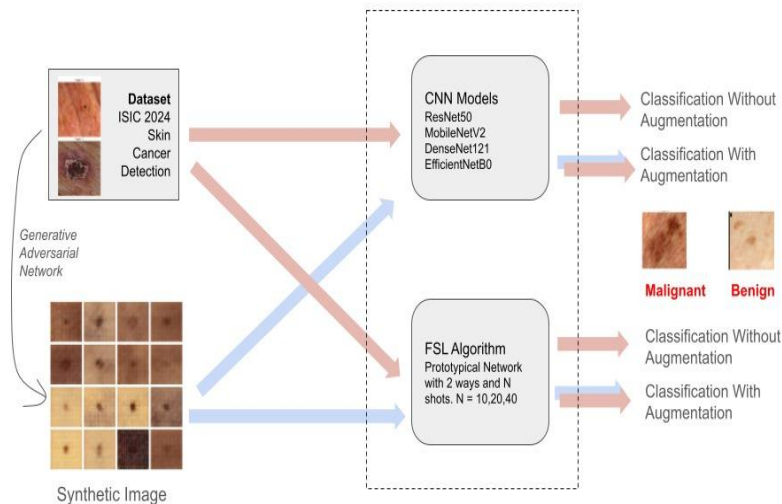 Dataset
ISIC 2024
Skin
Cancer
Detection
Generative
Adversarial
Network
Synthetic Image
CNN Models
ResNet50
MobileNetV2
DenseNet121
EfficientNetB0
FSL Algorithm
Prototypical Network
with 2 ways and N
shots. N = 10,20,40
Classification Without
Augmentation
Classification With
Augmentation
Malignant Benign
Classification Without
Augmentation
Classification With
Augmentation